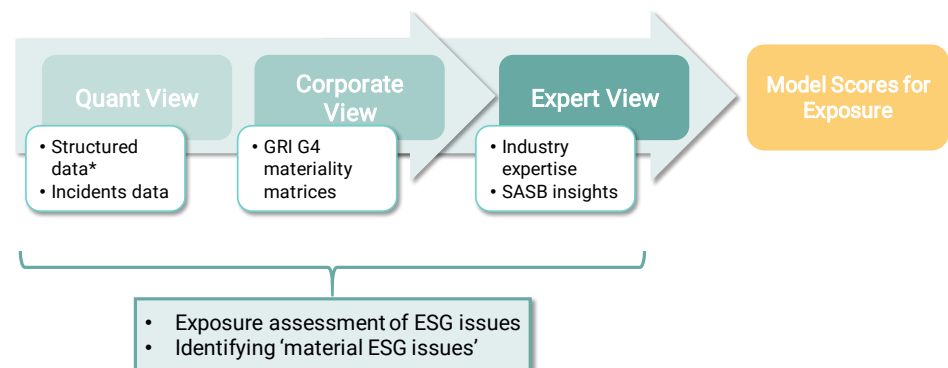 Quant View
Corporate
View
Expert View
Model Scores for
Exposure
• Structured
data*
• Incidents data
• GRI G4
materiality
matrices
• Industry
expertise
• SASB insights
• Exposure assessment of ESG issues
• Identifying ‘material ESG issues’